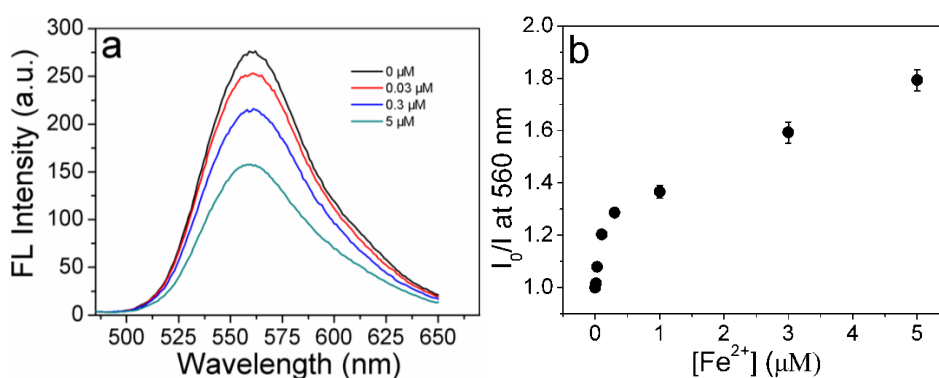 a
FL Intensity (a.u.)
300
250
200
150
100
50
0
0 μM
0.03 μM
0.3 μM
5 μM
500 525 550 575 600 625 650
Wavelength (nm)
b
I₀/I at 560 nm
2.0
1.8
1.6
1.4
1.2
1.0
0 1 2 3 4 5
[Fe²⁺] (μM)